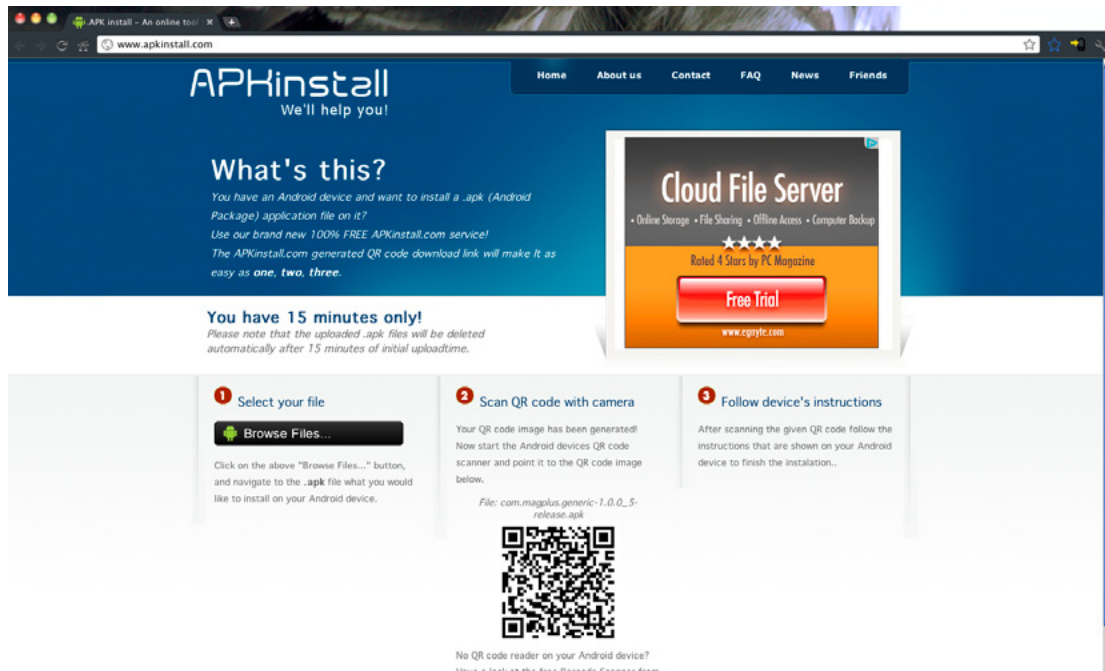 .APK install - An online tool
www.apkinstall.com
APKinstall
We'll help you!
Home About us Contact FAQ News Friends
What's this?
You have an Android device and want to install a .apk (Android
Package) application file on it?
Use our brand new 100% FREE APKinstall.com service!
The APKinstall.com generated QR code download link will make it as
easy as one, two, three.
Cloud File Server
• Online Storage • File Sharing • Offline Access • Computer Backup
Rated 4 Stars by PC Magazine
Free Trial
www.egnyte.com
You have 15 minutes only!
Please note that the uploaded .apk files will be deleted
automatically after 15 minutes of initial uploadtime.
1 Select your file
Browse Files...
Click on the above "Browse Files..." button,
and navigate to the .apk file what you would
like to install on your Android device.
2 Scan QR code with camera
Your QR code image has been generated!
Now start the Android devices QR code
scanner and point it to the QR code image
below.
File: com.magplus.generic-1.0.0_5-
release.apk
No QR code reader on your Android device?
Have a look at the free Barcode Scanner from
3 Follow device's instructions
After scanning the given QR code follow the
instructions that are shown on your Android
device to finish the instalation..